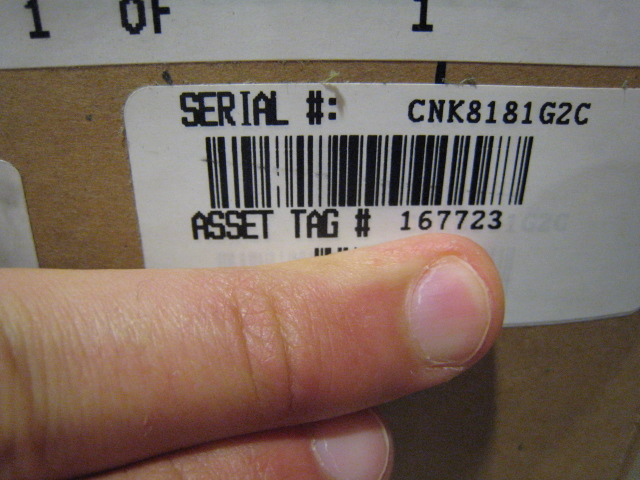 1 OF 1
SERIAL #: CNK8181G2C
ASSET TAG # 167723